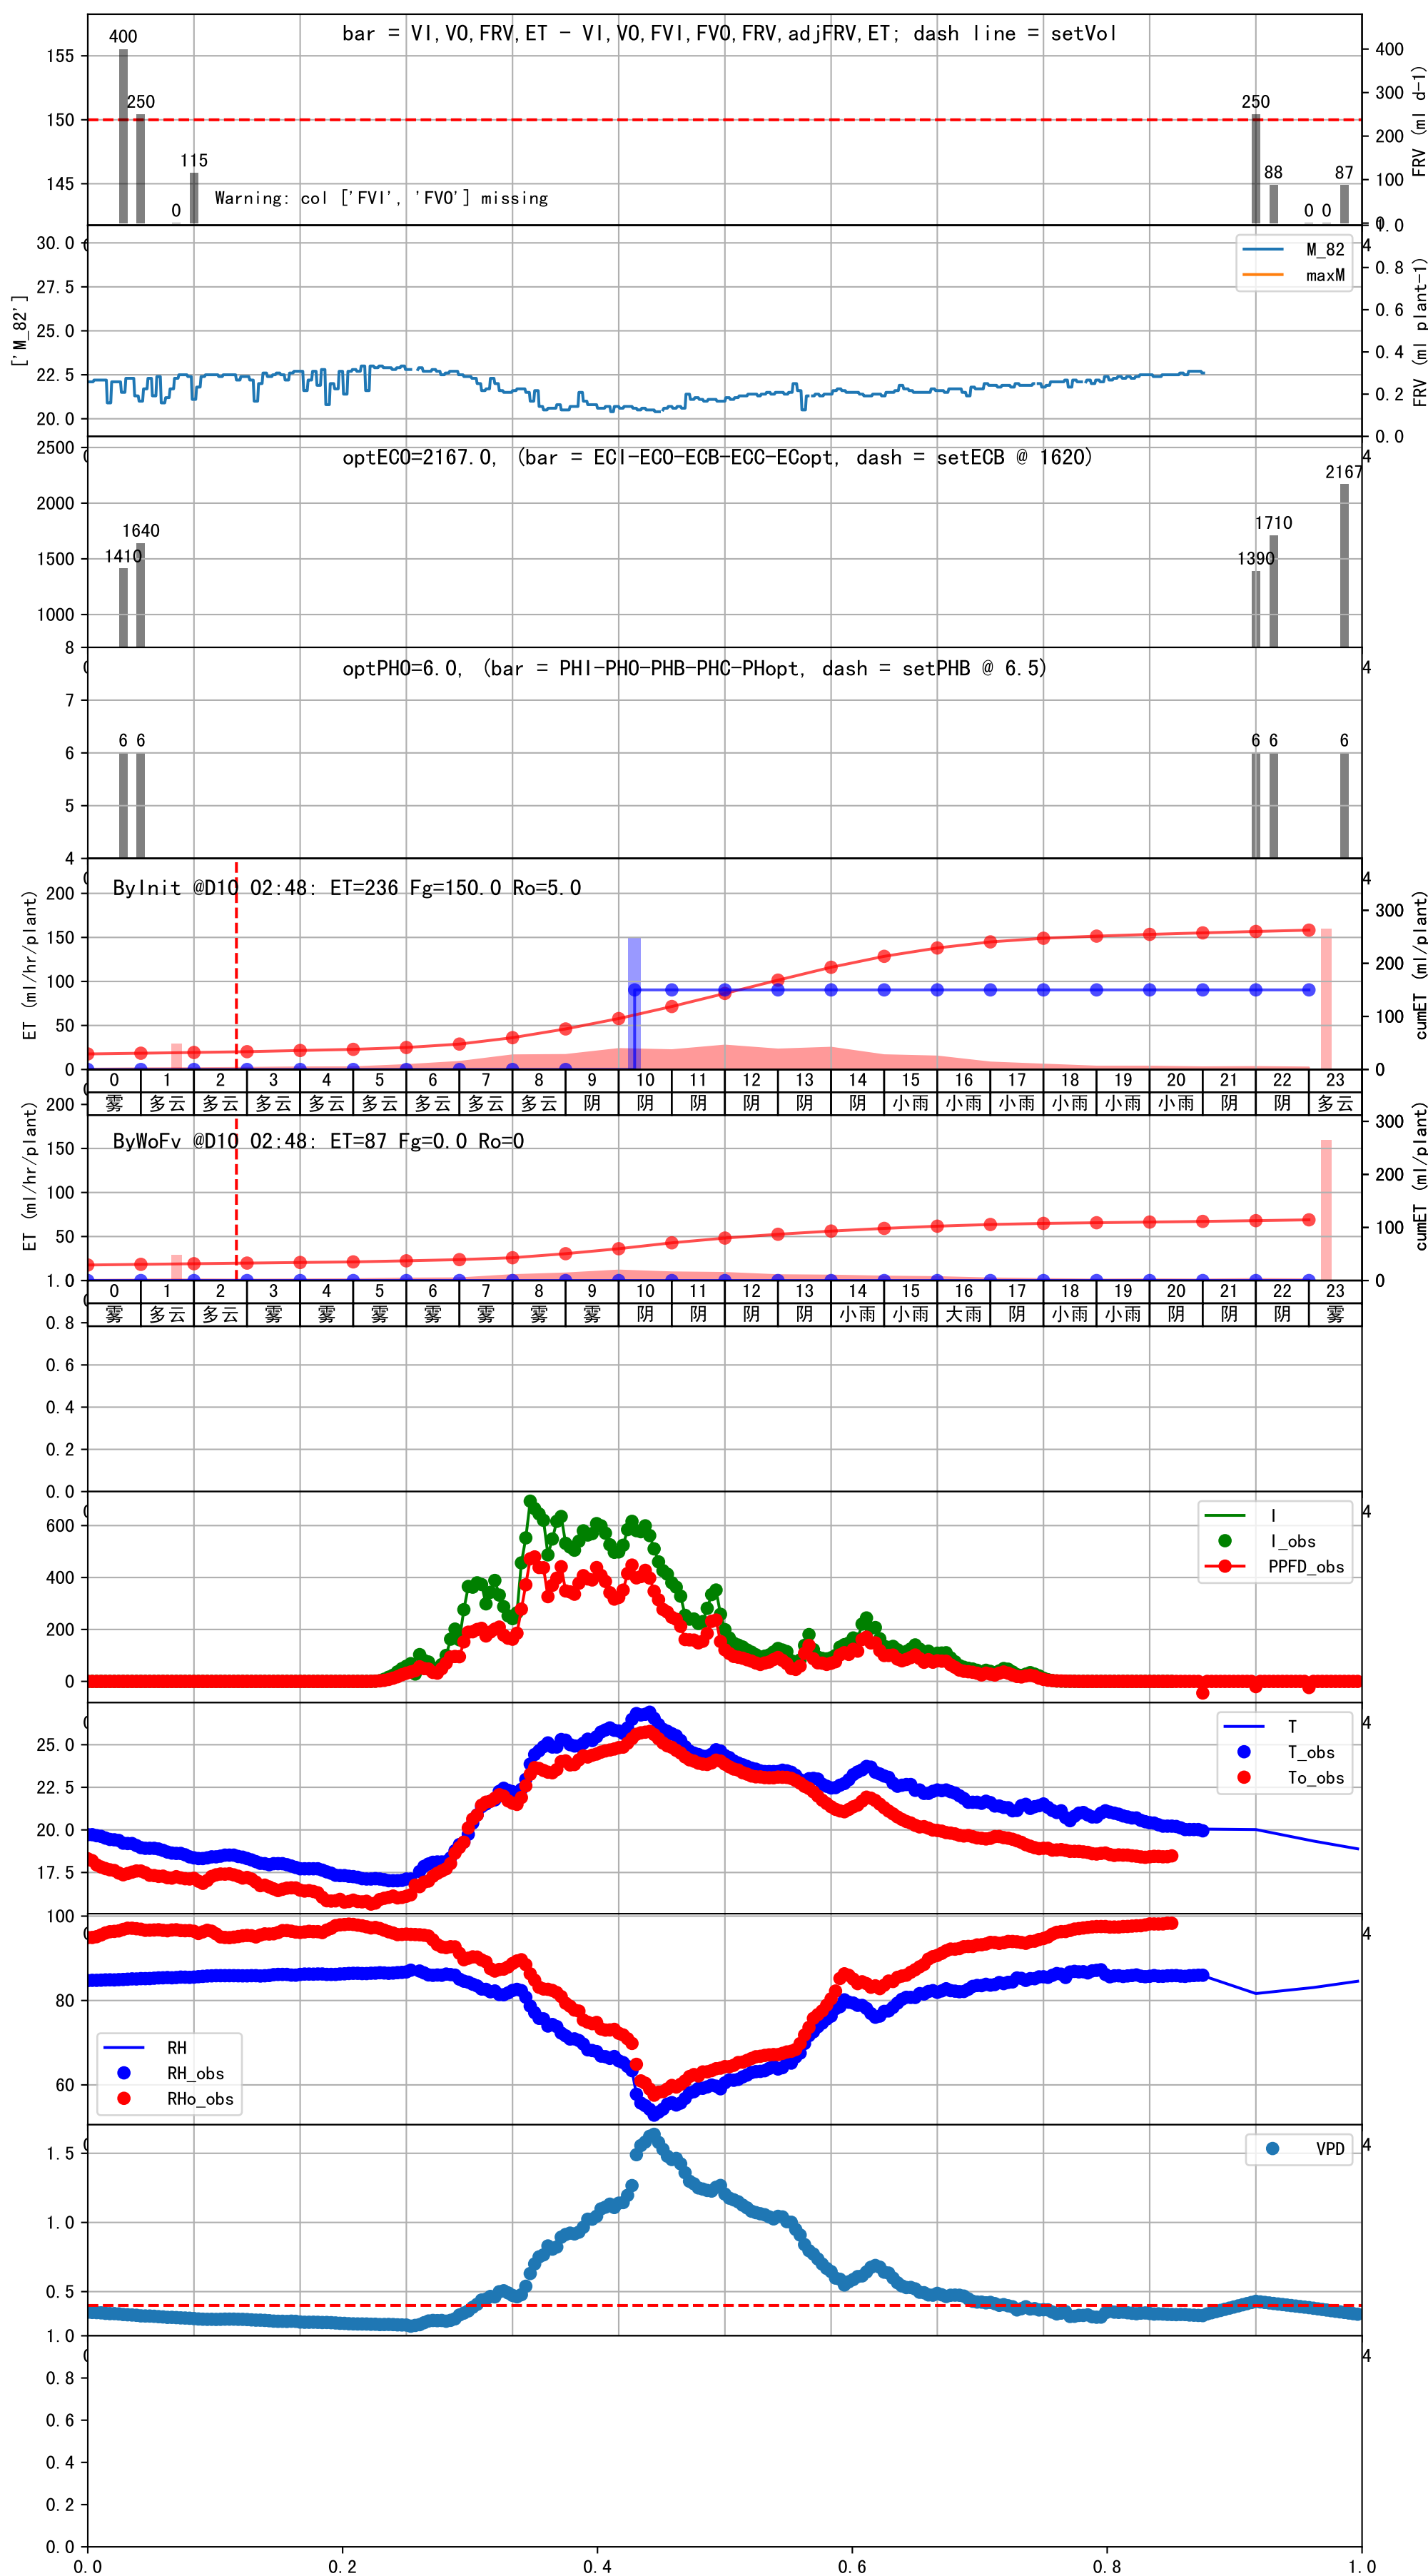 bar = VI,VO,FRV,ET - VI,VO,FVI,FVO,FRV,adjFRV,ET; dash line = setVol
400 250 0 115 250 88 0 0 87
Warning: col ['FVI', 'FVO'] missing
155 150 145
400 300 200 100 0
FRV (ml d-1)
['M_82']
30.0 27.5 25.0 22.5 20.0
M_82
maxM
1.0 0.8 0.6 0.4 0.2 0.0
FRV (ml plant-1)
optECO=2167.0, (bar = ECI-ECO-ECB-ECC-ECopt, dash = setECB @ 1620)
2500 2000 1500 1000
1410 1640 1390 1710 2167
optPHO=6.0, (bar = PHI-PHO-PHB-PHC-PHopt, dash = setPHB @ 6.5)
8 7 6 5 4
6 6 6 6 6
ByInit @D10 02:48: ET=236 Fg=150.0 Ro=5.0
ET (ml/hr/plant)
200 150 100 50 0
300 200 100 0
cumET (ml/plant)
0 1 2 3 4 5 6 7 8 9 10 11 12 13 14 15 16 17 18 19 20 21 22 23
雾 多云 多云 多云 多云 多云 多云 多云 多云 阴 阴 阴 阴 阴 阴 小雨 小雨 小雨 小雨 小雨 小雨 阴 阴 多云
ByWoFv @D10 02:48: ET=87 Fg=0.0 Ro=0
ET (ml/hr/plant)
200 150 100 50
300 200 100 0
cumET (ml/plant)
0 1 2 3 4 5 6 7 8 9 10 11 12 13 14 15 16 17 18 19 20 21 22 23
雾 多云 多云 雾 雾 雾 雾 雾 雾 雾 阴 阴 阴 阴 小雨 小雨 大雨 阴 小雨 小雨 阴 阴 阴 雾
1.0 0.8 0.6 0.4 0.2 0.0
600 400 200 0
I
I_obs
PPFD_obs
25.0 22.5 20.0 17.5
T
T_obs
To_obs
100 80 60
RH
RH_obs
RHo_obs
1.5 1.0 0.5
VPD
1.0 0.8 0.6 0.4 0.2 0.0
0.0 0.2 0.4 0.6 0.8 1.0